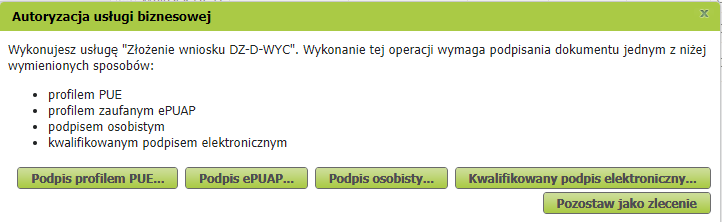 Autoryzacja usługi biznesowej x
Wykonujesz usługę "Złożenie wniosku DZ-D-WYC". Wykonanie tej operacji wymaga podpisania dokumentu jednym z niżej
wymienionych sposobów:
• profilem PUE
• profilem zaufanym ePUAP
• podpisem osobistym
• kwalifikowanym podpisem elektronicznym
Podpis profilem PUE... Podpis ePUAP... Podpis osobisty... Kwalifikowany podpis elektroniczny...
Pozostaw jako zlecenie